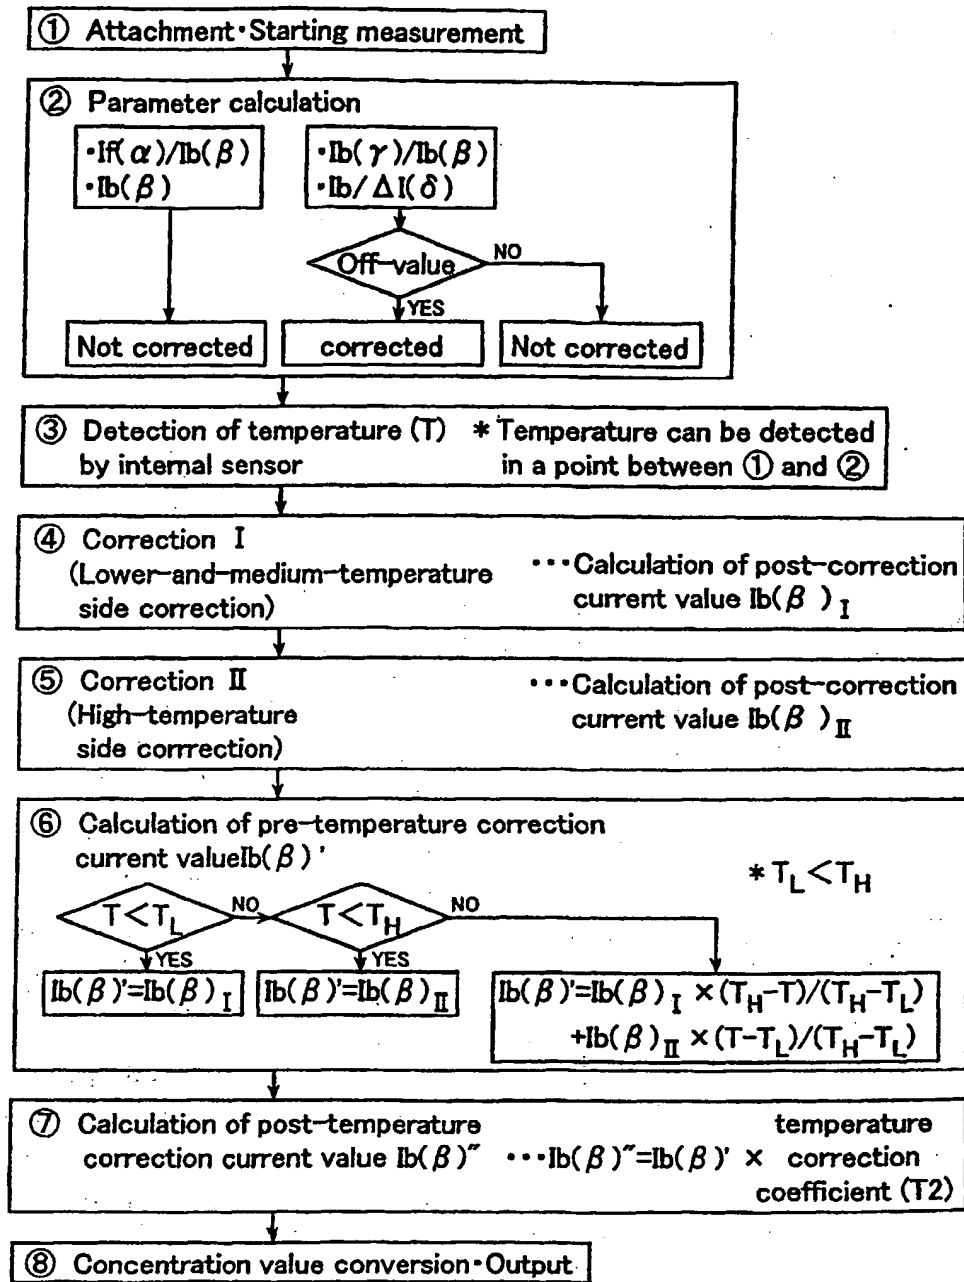 ① Attachment・Starting measurement
② Parameter calculation
・If(α)/Ib(β)
・Ib(β)
・Ib(γ)/Ib(β)
・Ib/ΔI(δ)
Off-value
NO
YES
Not corrected
corrected
Not corrected
③ Detection of temperature (T)
by internal sensor
* Temperature can be detected
in a point between ① and ②
④ Correction Ⅰ
(Lower-and-medium-temperature
side correction)
・・・Calculation of post-correction
current value Ib(β )Ⅰ
⑤ Correction Ⅱ
(High-temperature
side corrrection)
・・・Calculation of post-correction
current value Ib(β )Ⅱ
⑥ Calculation of pre-temperature correction
current valueIb(β)'
* TL<TH
T<TL
NO
T<TH
NO
YES
YES
Ib(β)'=Ib(β)Ⅰ
Ib(β)'=Ib(β)Ⅱ
Ib(β)'=Ib(β)Ⅰ ×(TH-T)/(TH-TL)
+Ib(β)Ⅱ ×(T-TL)/(TH-TL)
⑦ Calculation of post-temperature
correction current value Ib(β)"
・・・Ib(β)"=Ib(β)' ×
temperature
correction
coefficient (T2)
⑧ Concentration value conversion・Output